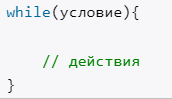 while(условие){
// действия
}